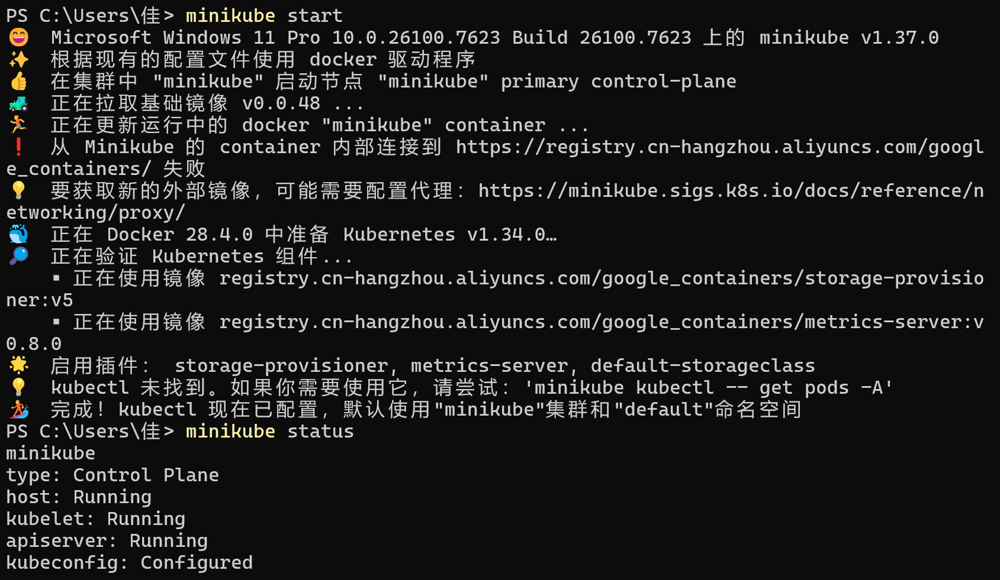 PS C:\Users\佳> minikube start
😄  Microsoft Windows 11 Pro 10.0.26100.7623 Build 26100.7623 上的 minikube v1.37.0
✨  根据现有的配置文件使用 docker 驱动程序
👍  在集群中 "minikube" 启动节点 "minikube" primary control-plane
🚜  正在拉取基础镜像 v0.0.48 ...
🏃  正在更新运行中的 docker "minikube" container ...
❗  从 Minikube 的 container 内部连接到 https://registry.cn-hangzhou.aliyuncs.com/googl
e_containers/ 失败
💡  要获取新的外部镜像，可能需要配置代理：https://minikube.sigs.k8s.io/docs/reference/n
etworking/proxy/
🐳  正在 Docker 28.4.0 中准备 Kubernetes v1.34.0…
🔎  正在验证 Kubernetes 组件...
    ▪ 正在使用镜像 registry.cn-hangzhou.aliyuncs.com/google_containers/storage-provisio
ner:v5
    ▪ 正在使用镜像 registry.cn-hangzhou.aliyuncs.com/google_containers/metrics-server:v
0.8.0
🌟  启用插件： storage-provisioner, metrics-server, default-storageclass
💡  kubectl 未找到。如果你需要使用它，请尝试：'minikube kubectl -- get pods -A'
🏄  完成！kubectl 现在已配置，默认使用"minikube"集群和"default"命名空间
PS C:\Users\佳> minikube status
minikube
type: Control Plane
host: Running
kubelet: Running
apiserver: Running
kubeconfig: Configured